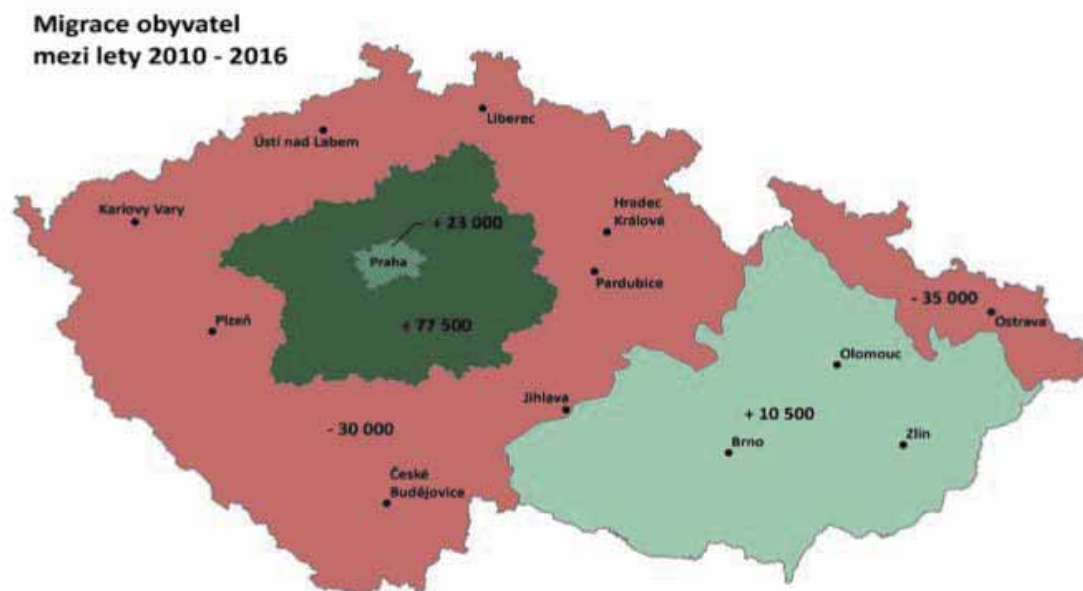 Migrace obyvatel
mezi lety 2010 - 2016
Liberec
Ústí nad Labem
Karlovy Vary
Hradec
Králové
+ 23 000
Praha
Pardubice
- 35 000
Ostrava
Plzeň
+ 77 500
Olomouc
Jihlava
+ 10 500
- 30 000
Brno
Zlín
České
Budějovice